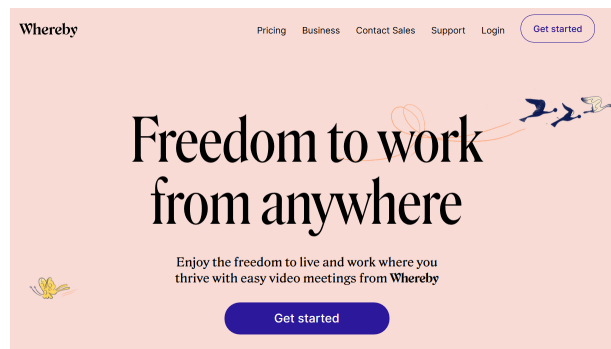 Whereby
Pricing Business Contact Sales Support Login Get started
Freedom to work
from anywhere
Enjoy the freedom to live and work where you
thrive with easy video meetings from Whereby
Get started